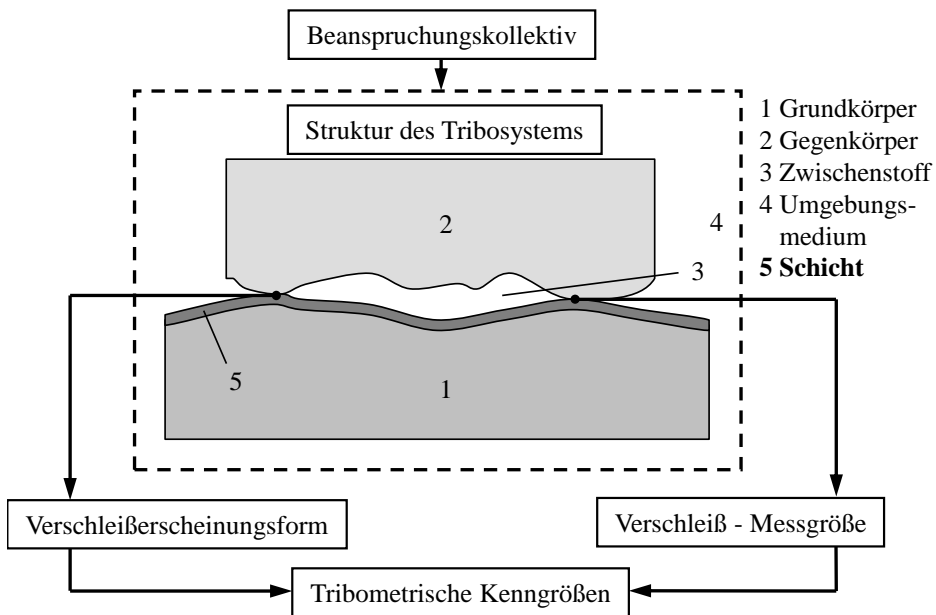 Beanspruchungskollektiv
Struktur des Tribosystems
1 Grundkörper
2 Gegenkörper
3 Zwischenstoff
4 Umgebungs-
medium
5 Schicht
2
4
3
5
1
Verschleißerscheinungsform
Verschleiß - Messgröße
Tribometrische Kenngrößen